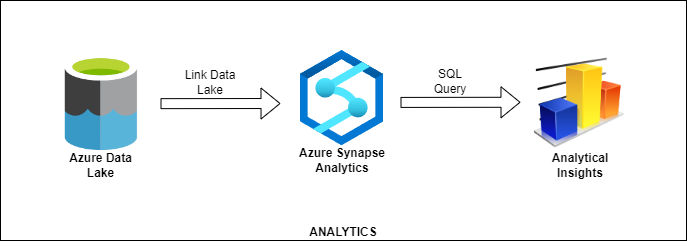 Link Data
Lake
SQL
Query
Azure Data
Lake
Azure Synapse
Analytics
Analytical
Insights
ANALYTICS